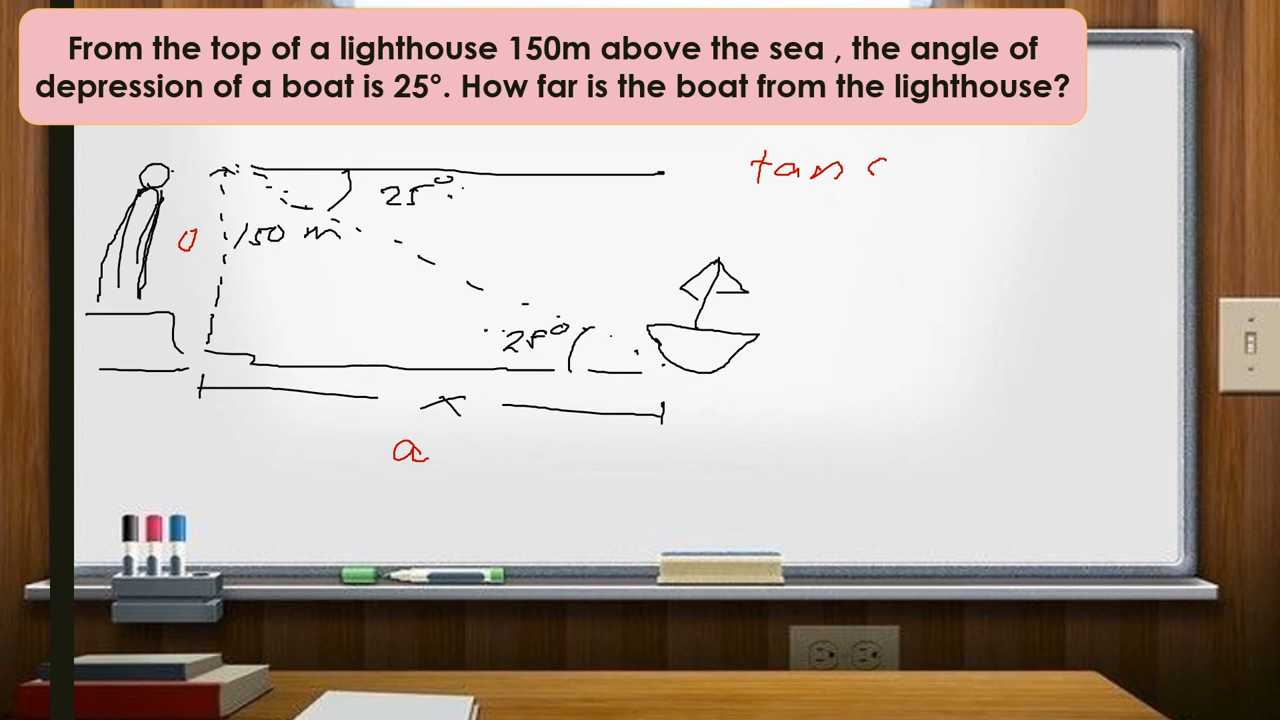 From the top of a lighthouse 150m above the sea , the angle of
depression of a boat is 25°. How far is the boat from the lighthouse?
tan
25°
o
150 m
25°
x
a